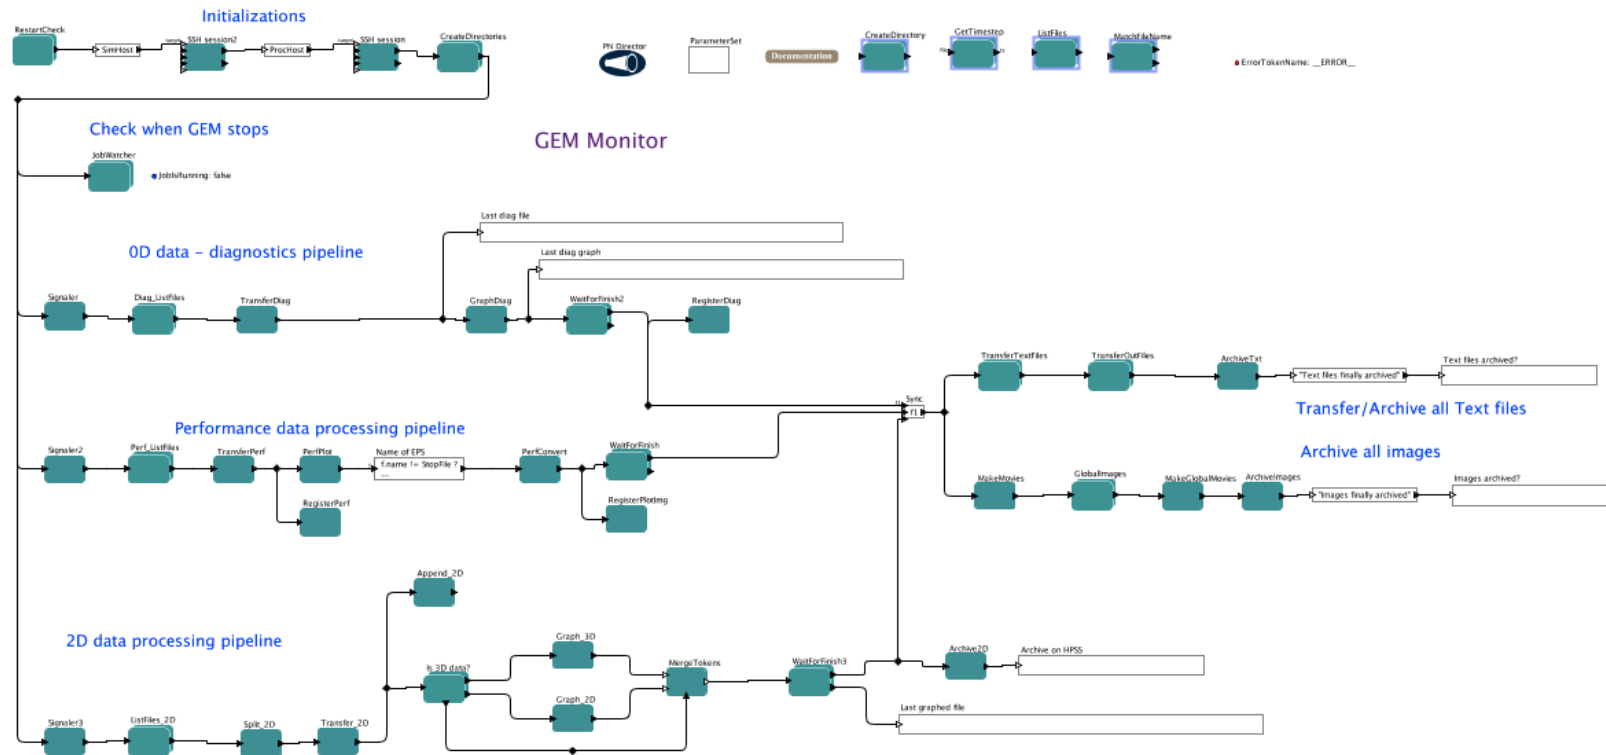 Initializations
RestartCheck
SimHost
SSH session2
ProcHost
SSH session
CreateDirectories
PN Director
ParameterSet
Documentation
CreateDirectory
GetTimestep
ListFiles
MatchFileName
ErrorTokenName: __ERROR__
Check when GEM stops
GEM Monitor
JobWatcher
JobIsRunning: false
Last diag file
0D data - diagnostics pipeline
Last diag graph
Signaler
Diag_ListFiles
TransferDiag
GraphDiag
WaitForFinish2
RegisterDiag
TransferTextFiles
TransferOutFiles
ArchiveTxt
"Text files finally archived"
Text files archived?
Sync
f1
Transfer/Archive all Text files
Performance data processing pipeline
Signaler2
Perf_ListFiles
TransferPerf
PerfPlot
Name of EPS
f.name != StopFile ?
...
PerfConvert
WaitForFinish
Archive all images
RegisterPerf
RegisterPlotImg
MakeMovies
GlobalImages
MakeGlobalMovies
ArchiveImages
"Images finally archived"
Images archived?
Append_2D
2D data processing pipeline
Is 3D data?
Graph_3D
Graph_2D
MergeTokens
WaitForFinish3
Archive2D
Archive on HPSS
Last graphed file
Signaler3
ListFiles_2D
Split_2D
Transfer_2D